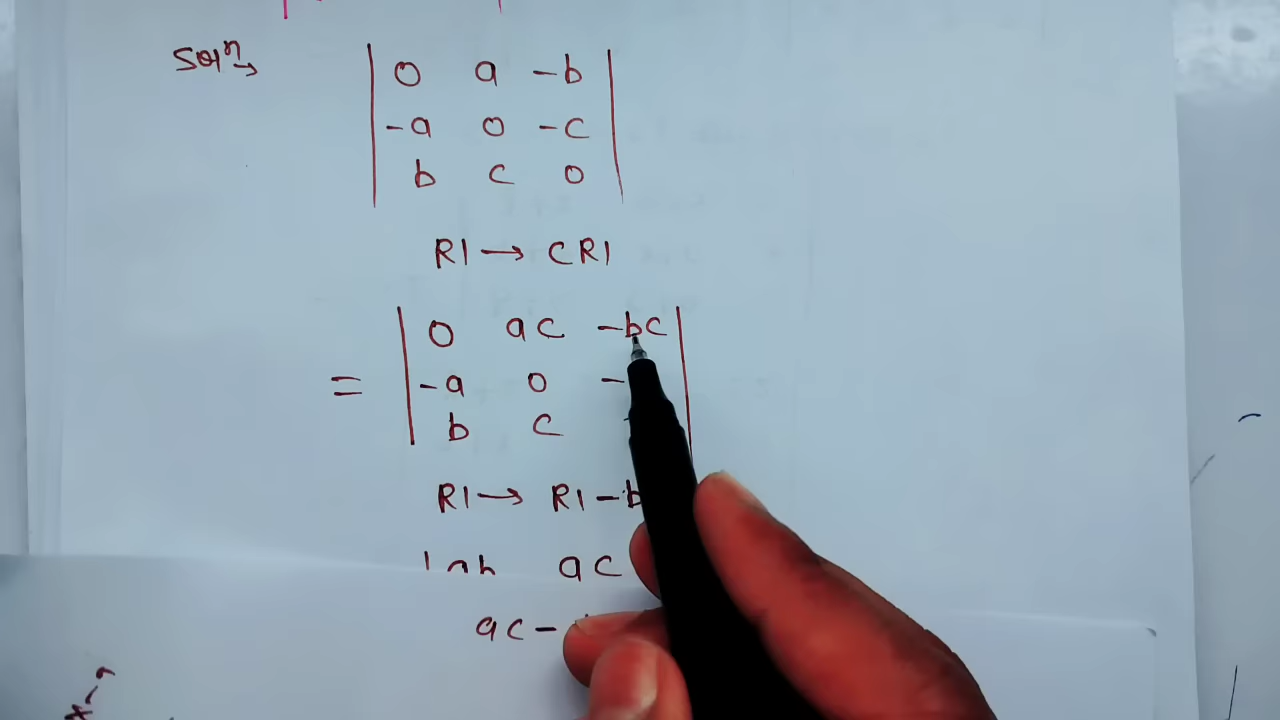 Solⁿ→
0 a -b
-a 0 -c
b c 0
R1 → CR1
0 ac -bc
= -a 0 -
b c
R1 → R1 - b
ac
ac -